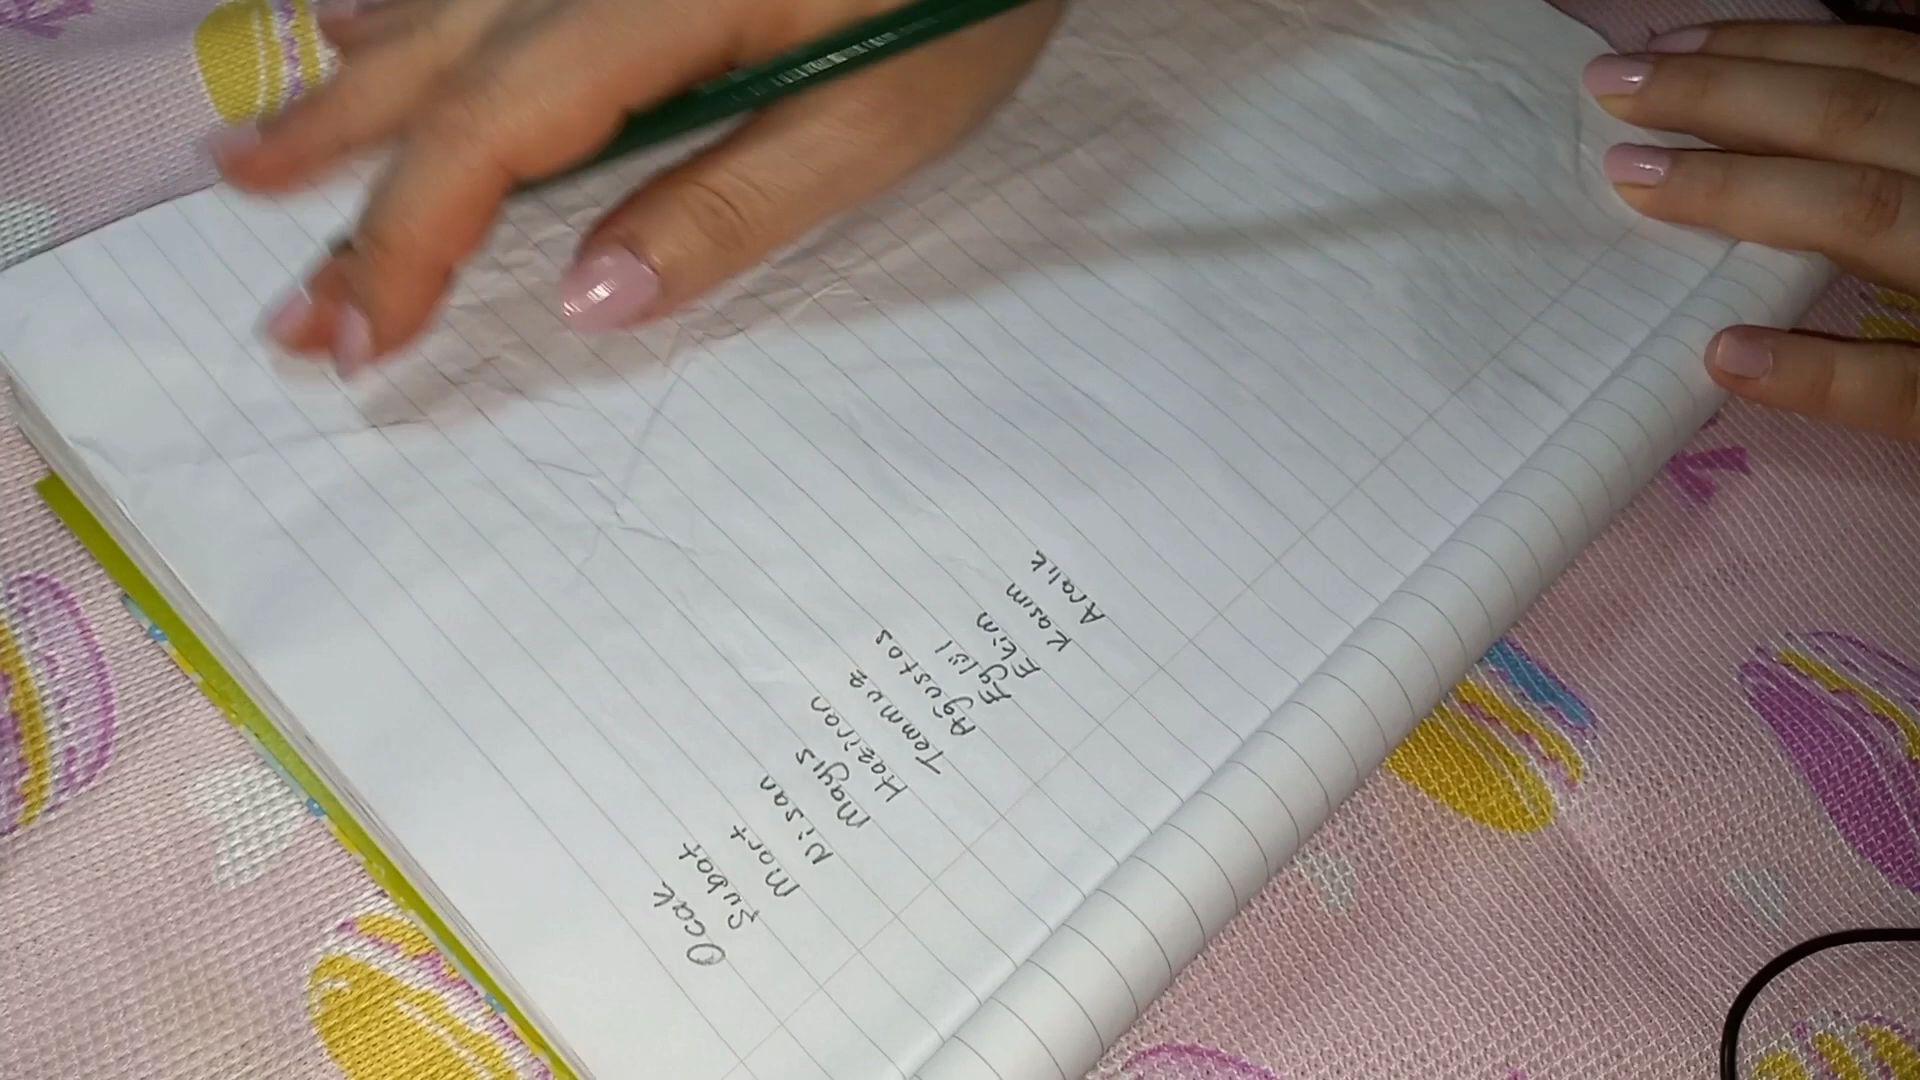 Ocak
Şubat
Mart
Nisan
Mayıs
Haziran
Temmuz
Ağustos
Eylül
Ekim
Kasım
Aralık